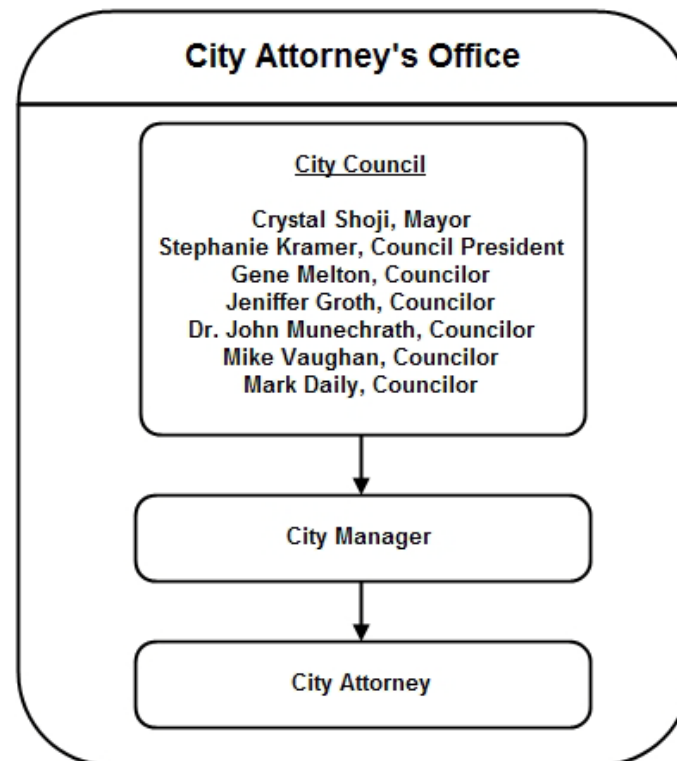 City Attorney's Office
City Council
Crystal Shoji, Mayor
Stephanie Kramer, Council President
Gene Melton, Councilor
Jeniffer Groth, Councilor
Dr. John Munechrath, Councilor
Mike Vaughan, Councilor
Mark Daily, Councilor
City Manager
City Attorney